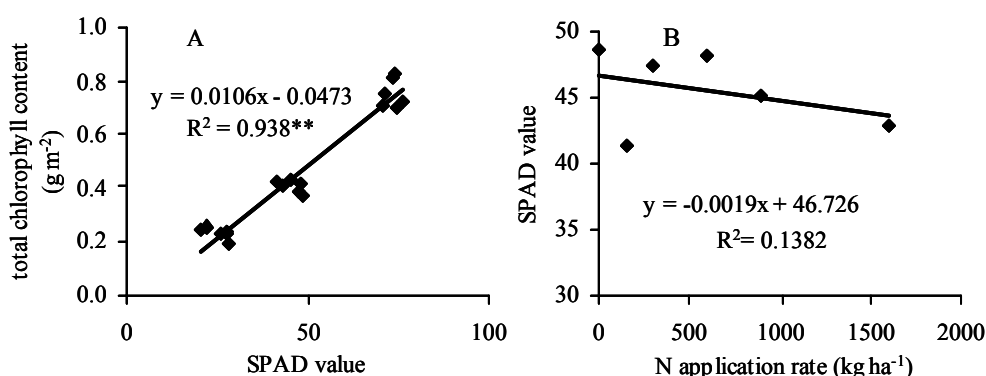 A
y = 0.0106x - 0.0473
R² = 0.938**
total chlorophyll content
(g m⁻²)
1.0
0.8
0.6
0.4
0.2
0.0
0
50
100
SPAD value
B
y = -0.0019x + 46.726
R²= 0.1382
SPAD value
50
45
40
35
30
0
500
1000
1500
2000
N application rate (kg ha⁻¹)